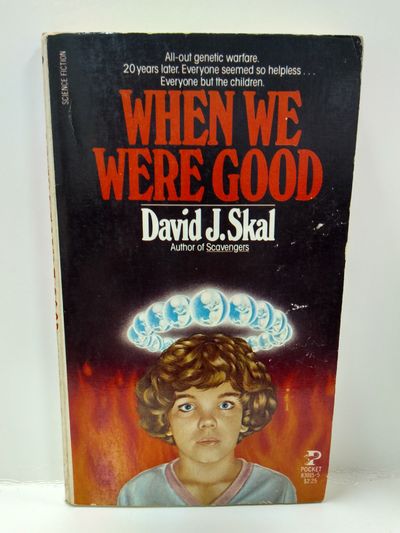 SCIENCE FICTION
All-out genetic warfare.
20 years later. Everyone seemed so helpless . . .
Everyone but the children.
WHEN WE
WERE GOOD
David J. Skal
Author of Scavengers
POCKET
$2.25